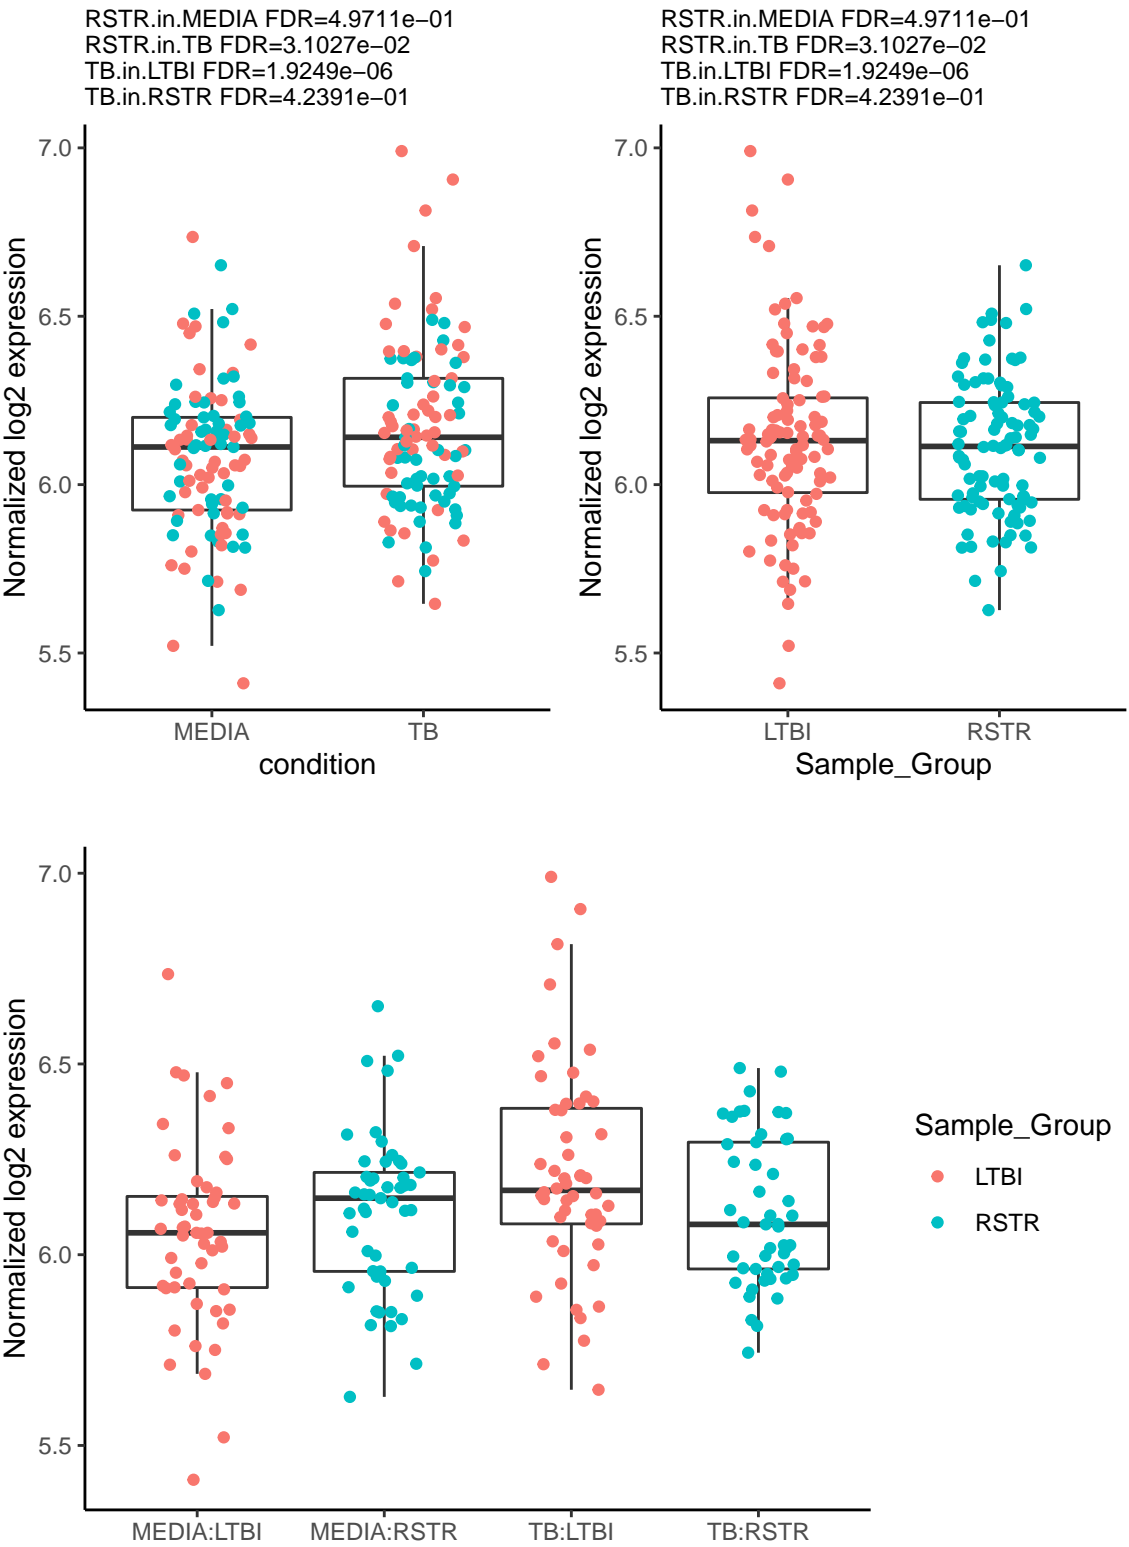 RSTR.in.MEDIA FDR=4.9711e−01
RSTR.in.TB FDR=3.1027e−02
TB.in.LTBI FDR=1.9249e−06
TB.in.RSTR FDR=4.2391e−01
Normalized log2 expression
7.0
6.5
6.0
5.5
MEDIA
TB
condition
RSTR.in.MEDIA FDR=4.9711e−01
RSTR.in.TB FDR=3.1027e−02
TB.in.LTBI FDR=1.9249e−06
TB.in.RSTR FDR=4.2391e−01
Normalized log2 expression
7.0
6.5
6.0
5.5
LTBI
RSTR
Sample_Group
Normalized log2 expression
7.0
6.5
6.0
5.5
MEDIA:LTBI
MEDIA:RSTR
TB:LTBI
TB:RSTR
Sample_Group
LTBI
RSTR